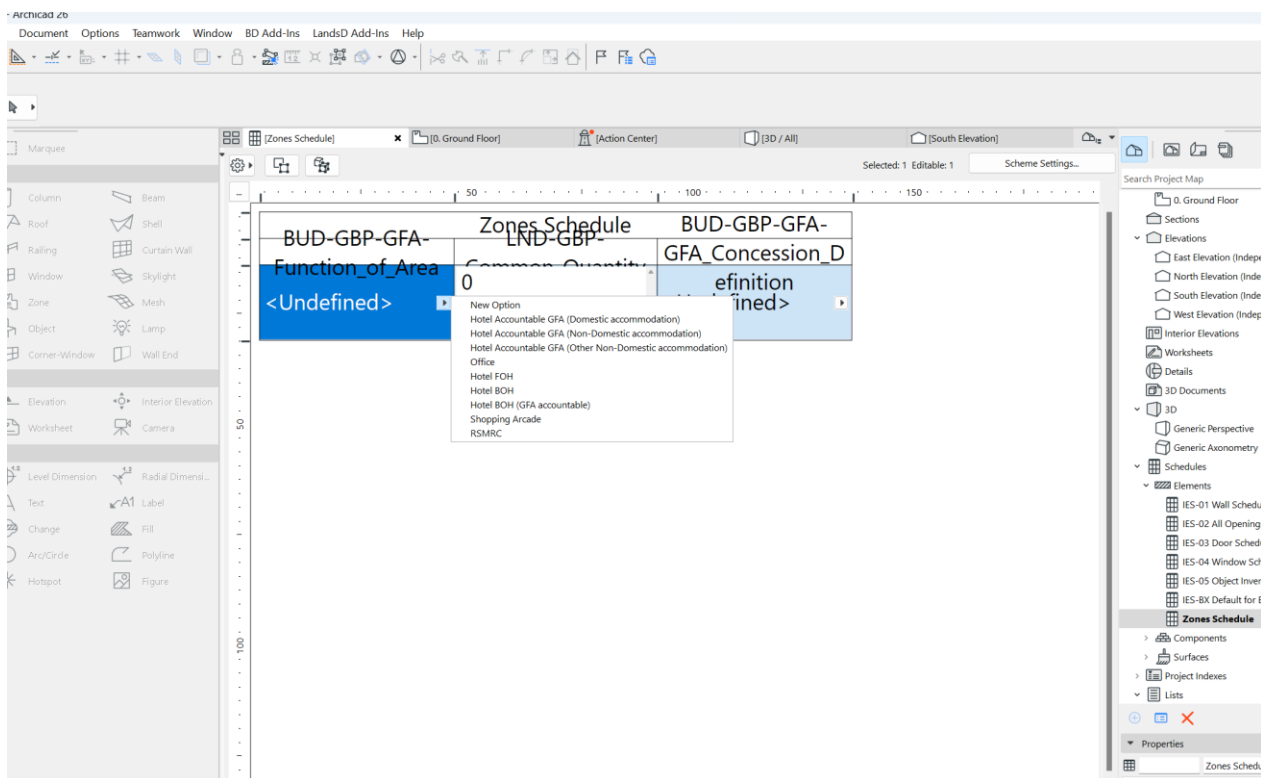 - Archicad 26
Document Options Teamwork Window BD Add-Ins LandsD Add-Ins Help
[Zones Schedule]
[0. Ground Floor]
[Action Center]
[3D / All]
[South Elevation]
Selected: 1 Editable: 1
Scheme Settings...
Marquee
Column
Beam
Roof
Shell
Railing
Curtain Wall
Window
Skylight
Zone
Mesh
Object
Lamp
Corner-Window
Wall End
Elevation
Interior Elevation
Worksheet
Camera
Level Dimension
Radial Dimensi...
Text
Label
Change
Fill
Arc/Circle
Polyline
Hotspot
Figure
50
100
150
50
100
Zones Schedule
BUD-GBP-GFA-
Function_of_Area
LND-GBP-
Common_Quantity
BUD-GBP-GFA-
GFA_Concession_D
efinition
<Undefined>
0
fined>
New Option
Hotel Accountable GFA (Domestic accommodation)
Hotel Accountable GFA (Non-Domestic accommodation)
Hotel Accountable GFA (Other Non-Domestic accommodation)
Office
Hotel FOH
Hotel BOH
Hotel BOH (GFA accountable)
Shopping Arcade
RSMRC
Search Project Map
0. Ground Floor
Sections
Elevations
East Elevation (Indepe
North Elevation (Inde
South Elevation (Inde
West Elevation (Indep
Interior Elevations
Worksheets
Details
3D Documents
3D
Generic Perspective
Generic Axonometry
Schedules
Elements
IES-01 Wall Schedu
IES-02 All Opening
IES-03 Door Sched
IES-04 Window Sch
IES-05 Object Inver
IES-BX Default for B
Zones Schedule
Components
Surfaces
Project Indexes
Lists
Properties
Zones Schedu